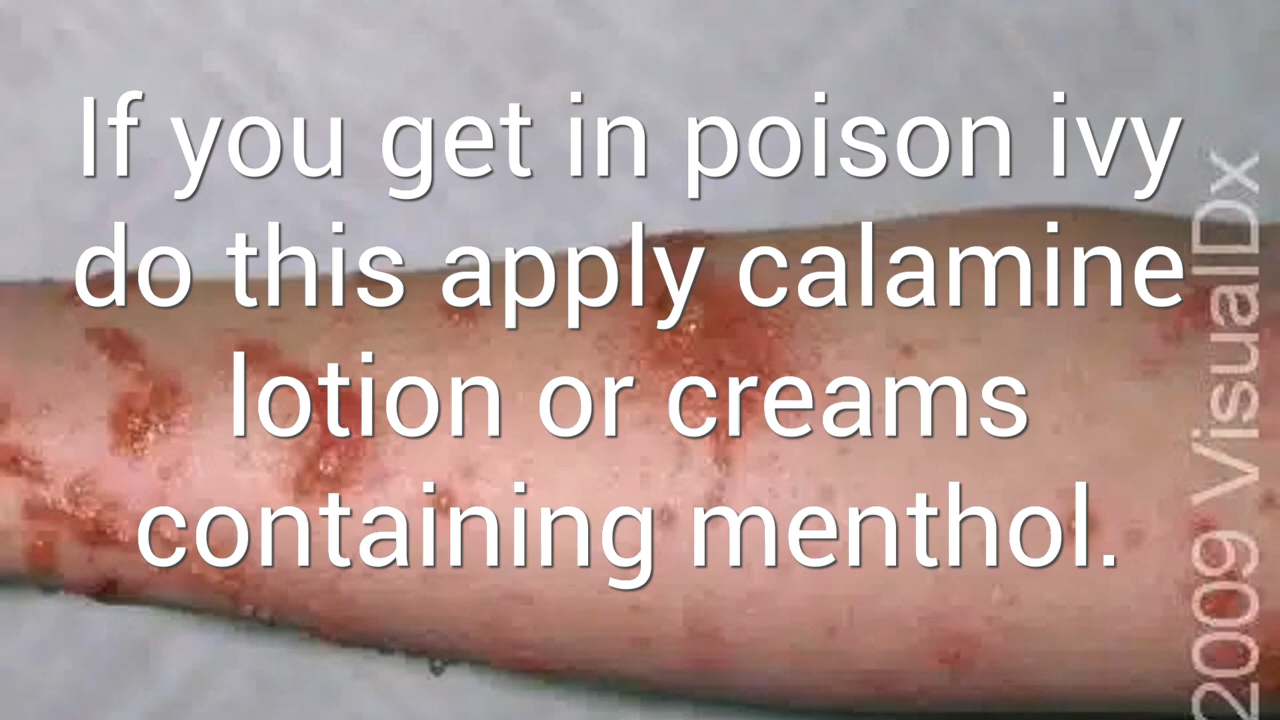 If you get in poison ivy
do this apply calamine
lotion or creams
containing menthol.
2009 VisualDx